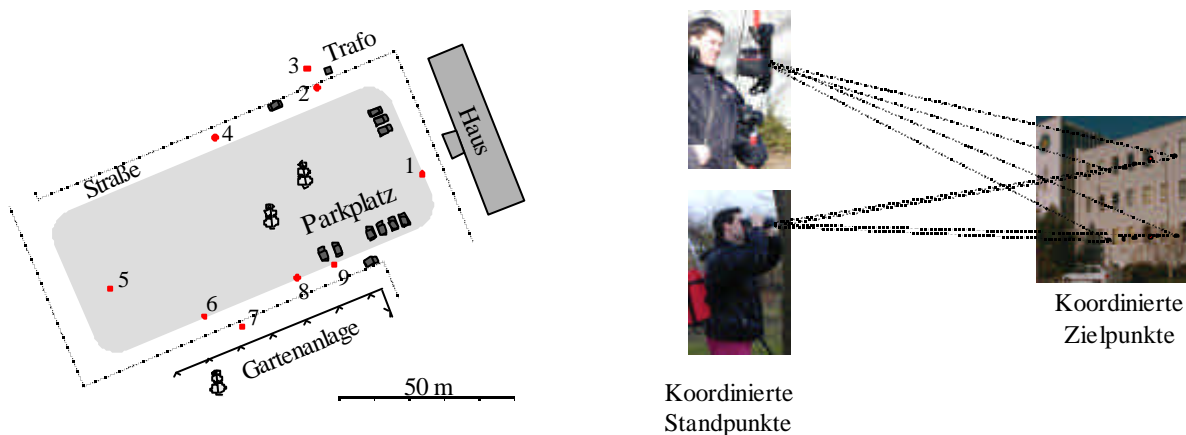 Trafo
3
2
4
Haus
1
Straße
Parkplatz
5
6
7
8
9
Gartenanlage
50 m
Koordinierte
Standpunkte
Koordinierte
Zielpunkte